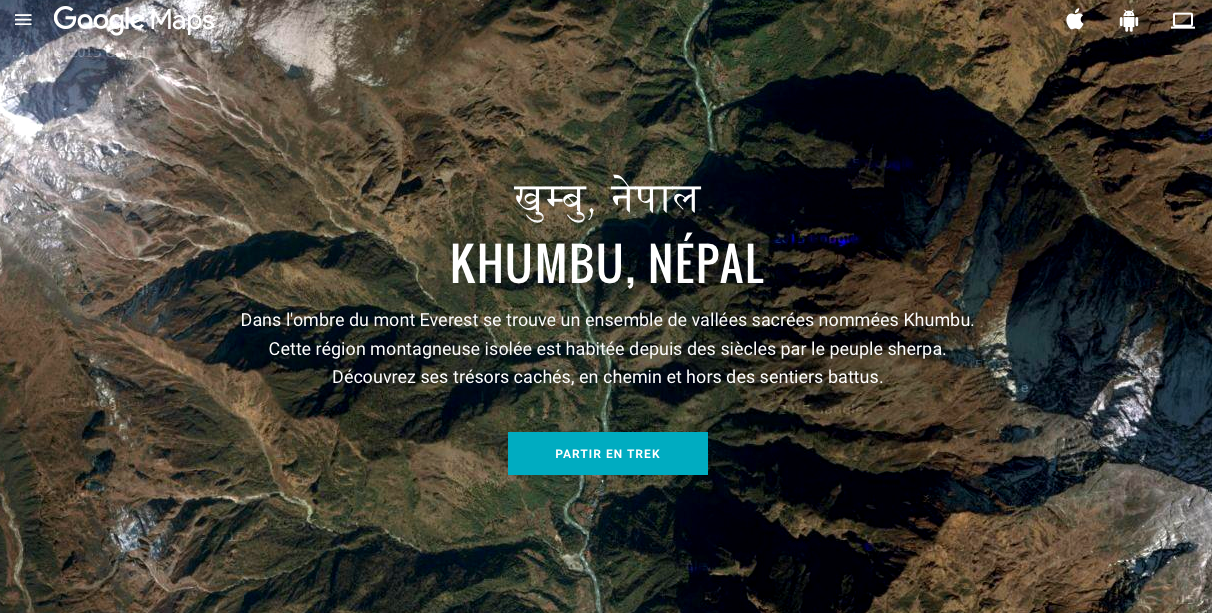 Google Maps
खुम्बु, नेपाल
KHUMBU, NÉPAL
Dans l'ombre du mont Everest se trouve un ensemble de vallées sacrées nommées Khumbu.
Cette région montagneuse isolée est habitée depuis des siècles par le peuple sherpa.
Découvrez ses trésors cachés, en chemin et hors des sentiers battus.
PARTIR EN TREK